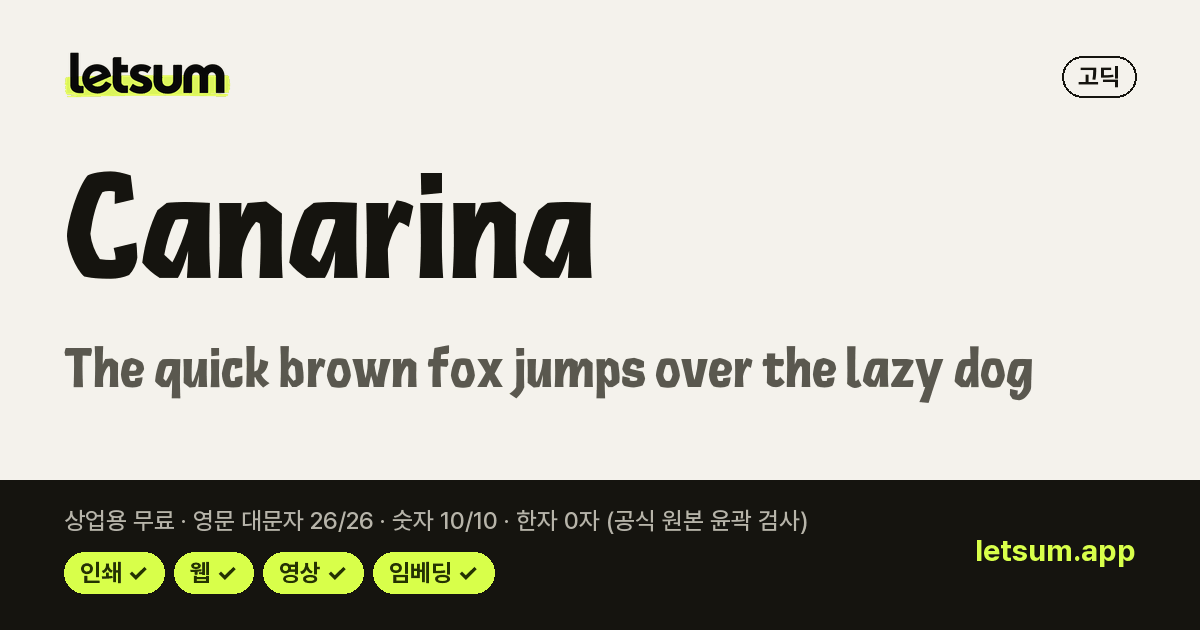 letsum
고딕
Canarina
The quick brown fox jumps over the lazy dog
상업용 무료 · 영문 대문자 26/26 · 숫자 10/10 · 한자 0자 (공식 원본 윤곽 검사)
인쇄 ✓ 웹 ✓ 영상 ✓ 임베딩 ✓
letsum.app